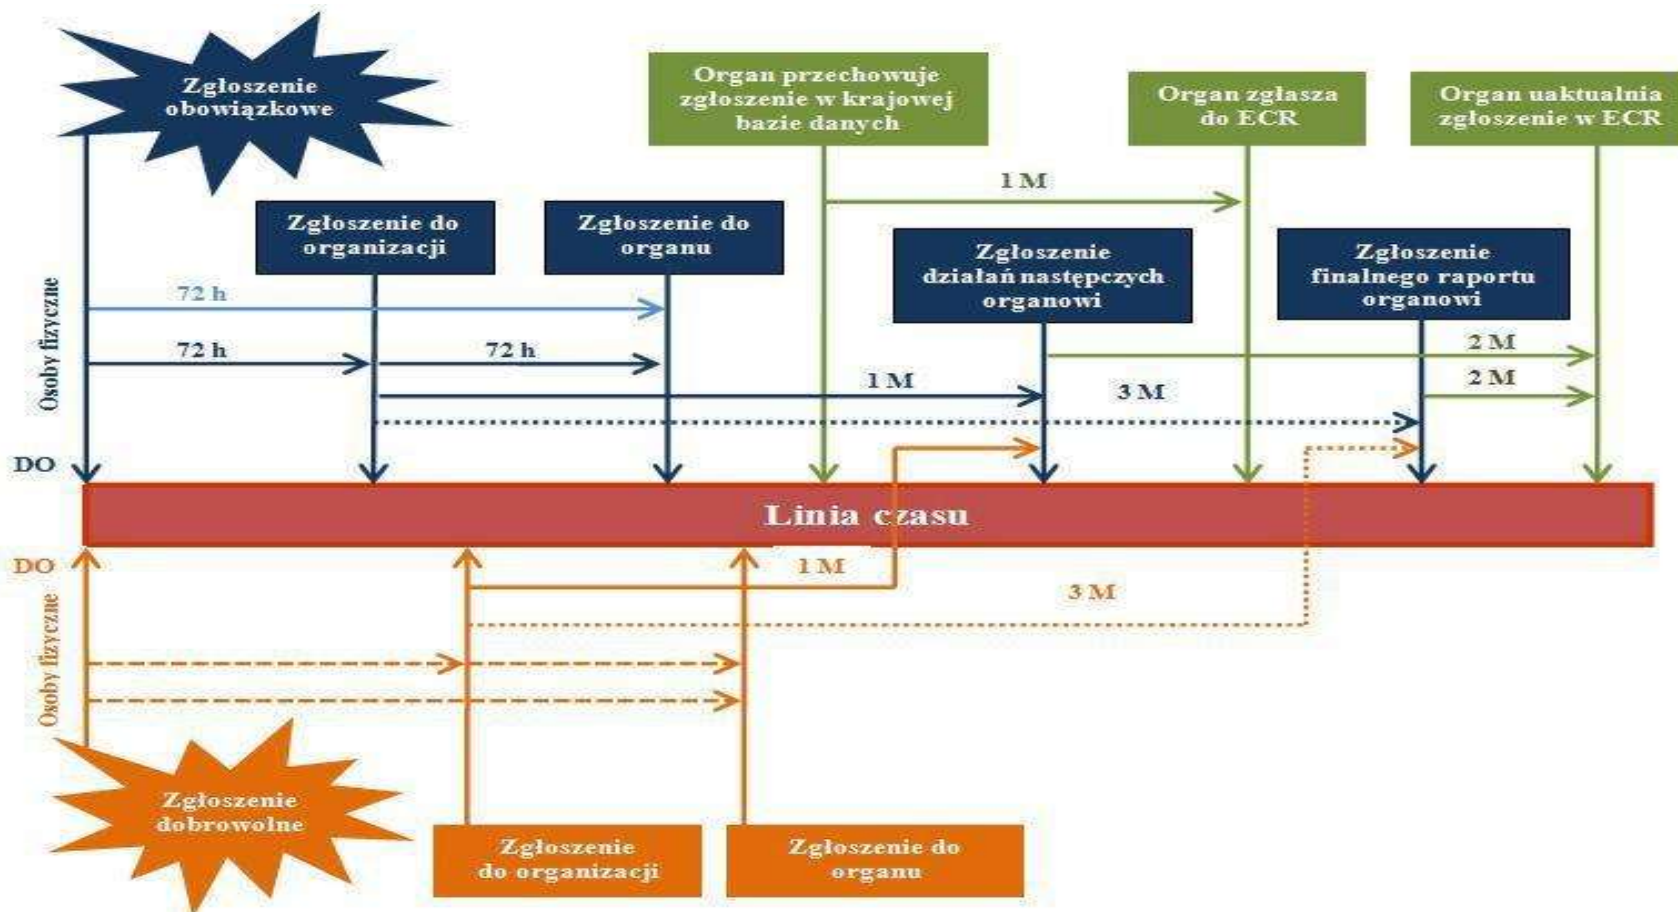 Zgłoszenie
obowiązkowe
Organ przechowuje
zgłoszenie w krajowej
bazie danych
Organ zgłasza
do ECR
Organ uaktualnia
zgłoszenie w ECR
1 M
Zgłoszenie do
organizacji
Zgłoszenie do
organu
Zgłoszenie
działań następczych
organowi
Zgłoszenie
finalnego raportu
organowi
Osoby fizyczne
72 h
72 h
72 h
2 M
1 M
3 M
2 M
DO
Linia czasu
DO
1 M
3 M
Osoby fizyczne
Zgłoszenie
dobrowolne
Zgłoszenie
do organizacji
Zgłoszenie do
organu